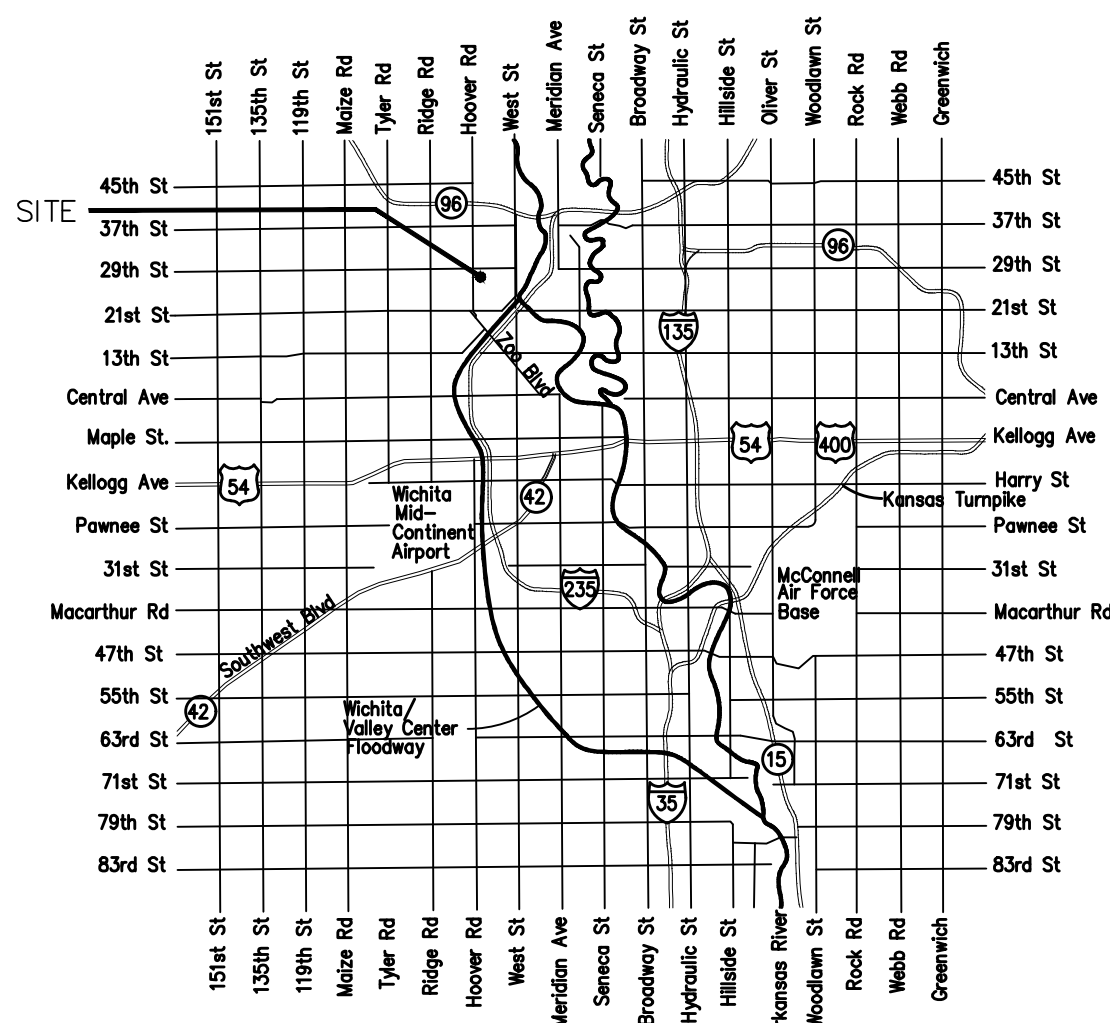 151st St
135th St
119th St
Maize Rd
Tyler Rd
Ridge Rd
Hoover Rd
West St
Meridian Ave
Seneca St
Broadway St
Hydraulic St
Hillside St
Oliver St
Woodlawn St
Rock Rd
Webb Rd
Greenwich
SITE
45th St
37th St
29th St
21st St
13th St
Central Ave
Maple St.
Kellogg Ave
Pawnee St
31st St
Macarthur Rd
47th St
55th St
63rd St
71st St
79th St
83rd St
96
96
135
Zoo Blvd
54
400
54
42
Wichita
Mid-
Continent
Airport
Kansas Turnpike
235
McConnell
Air Force
Base
Southwest Blvd
42
Wichita/
Valley Center
Floodway
15
35
45th St
37th St
29th St
21st St
13th St
Central Ave
Kellogg Ave
Harry St
Pawnee St
31st St
Macarthur Rd
47th St
55th St
63rd St
71st St
79th St
83rd St
151st St
135th St
119th St
Maize Rd
Tyler Rd
Ridge Rd
Hoover Rd
West St
Meridian Ave
Seneca St
Broadway St
Hydraulic St
Hillside St
rkansas River
Woodlawn St
Rock Rd
Webb Rd
Greenwich